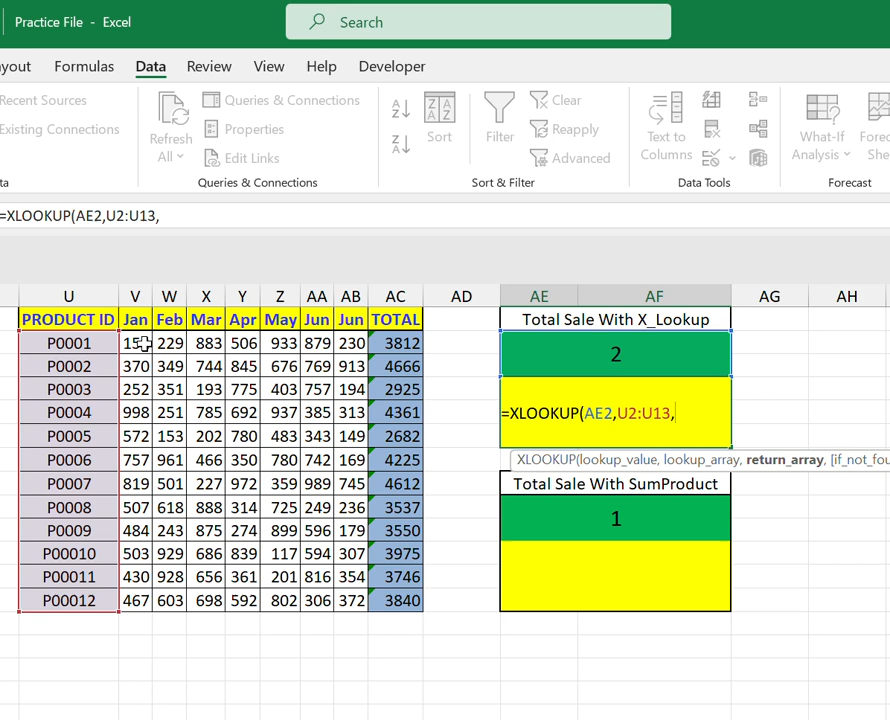 Practice File - Excel
Search
yout Formulas Data Review View Help Developer
Recent Sources
Existing Connections
ta
Refresh
All
Queries & Connections
Properties
Edit Links
Queries & Connections
Sort
Filter
Clear
Reapply
Advanced
Sort & Filter
Text to
Columns
Data Tools
What-If
Analysis
Forec
She
Forecast
=XLOOKUP(AE2,U2:U13,
U V W X Y Z AA AB AC AD AE AF AG AH
PRODUCT ID Jan Feb Mar Apr May Jun Jun TOTAL
P0001 229 883 506 933 879 230 3812
P0002 370 349 744 845 676 769 913 4666
P0003 252 351 193 775 403 757 194 2925
P0004 998 251 785 692 937 385 313 4361
P0005 572 153 202 780 483 343 149 2682
P0006 757 961 466 350 780 742 169 4225
P0007 819 501 227 972 359 989 745 4612
P0008 507 618 888 314 725 249 236 3537
P0009 484 243 875 274 899 596 179 3550
P00010 503 929 686 839 117 594 307 3975
P00011 430 928 656 361 201 816 354 3746
P00012 467 603 698 592 802 306 372 3840
Total Sale With X_Lookup
2
=XLOOKUP(AE2,U2:U13,
XLOOKUP(lookup_value, lookup_array, return_array, [if_not_fou
Total Sale With SumProduct
1